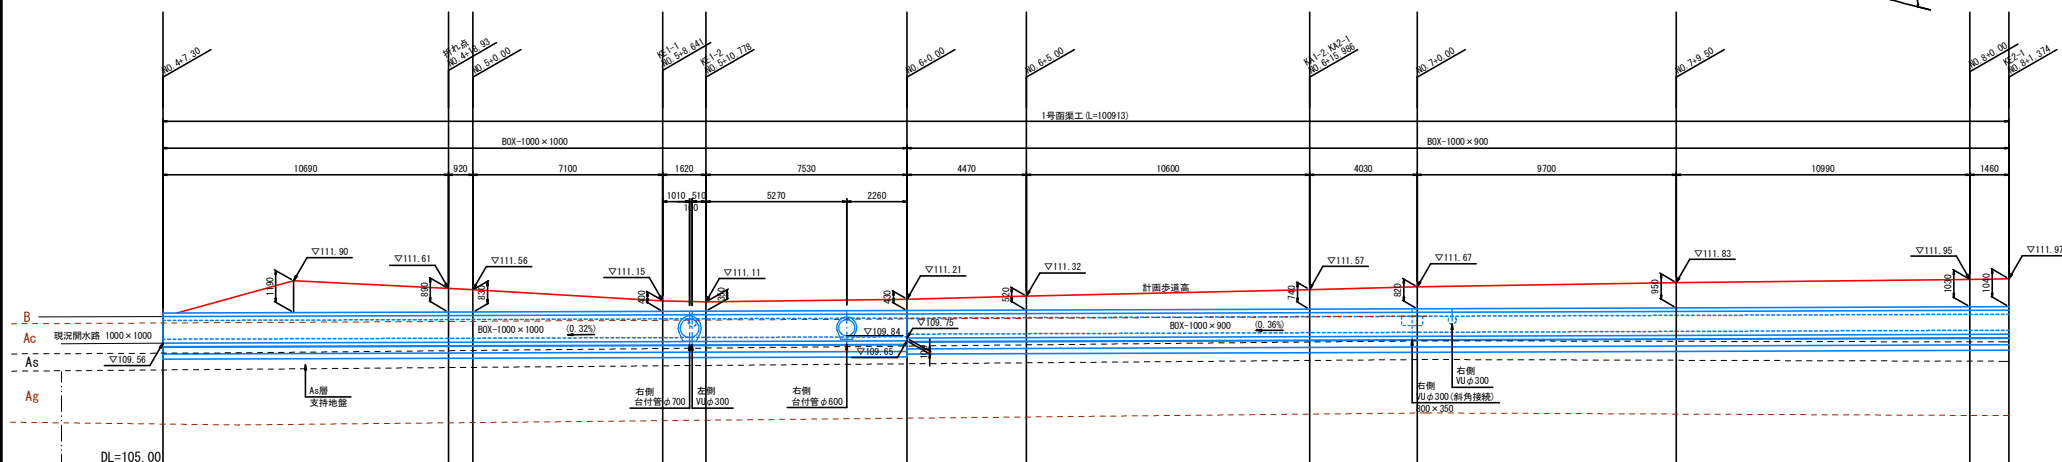 NO.4+7.30
折れ点
NO.4+18.93
NO.5+0.00
KE1-1
NO.5+8.641
KE1-2
NO.5+10.778
NO.6+0.00
NO.6+5.00
KA1-2,KA2-1
NO.6+15.986
NO.7+0.00
NO.7+9.50
NO.8+0.00
KE2-1
NO.8+1.374
1号函渠工(L=100913)
BOX-1000×1000
BOX-1000×900
10690
920
7100
1620
7530
4470
10600
4030
9700
10990
1460
1010
510
100
5270
2260
▽111.90
▽111.61
▽111.56
▽111.15
▽111.11
▽111.21
▽111.32
▽111.57
▽111.67
▽111.83
▽111.95
▽111.97
1190
890
830
400
350
430
520
740
820
950
1030
1040
計画歩道高
B
Ac
As
Ag
現況開水路 1000×1000
BOX-1000×1000
(0.32%)
▽109.75
▽109.84
▽109.65
▽109.56
BOX-1000×900
(0.36%)
As層
支持地盤
右側
台付管φ700
左側
VUφ300
右側
台付管φ600
右側
VUφ300(斜角接続)
800×350
右側
VUφ300
DL=105.00